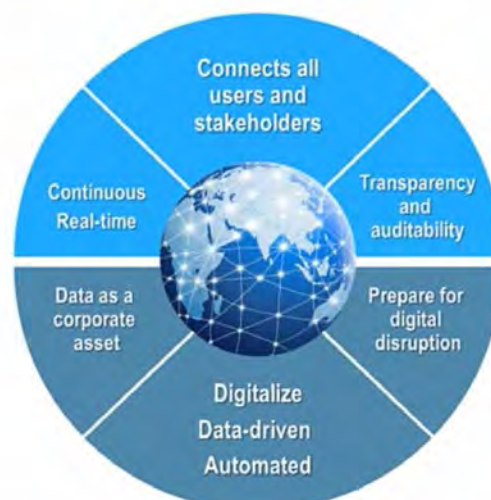 Connects all
users and
stakeholders
Continuous
Real-time
Transparency
and
auditability
Data as a
corporate
asset
Prepare for
digital
disruption
Digitalize
Data-driven
Automated